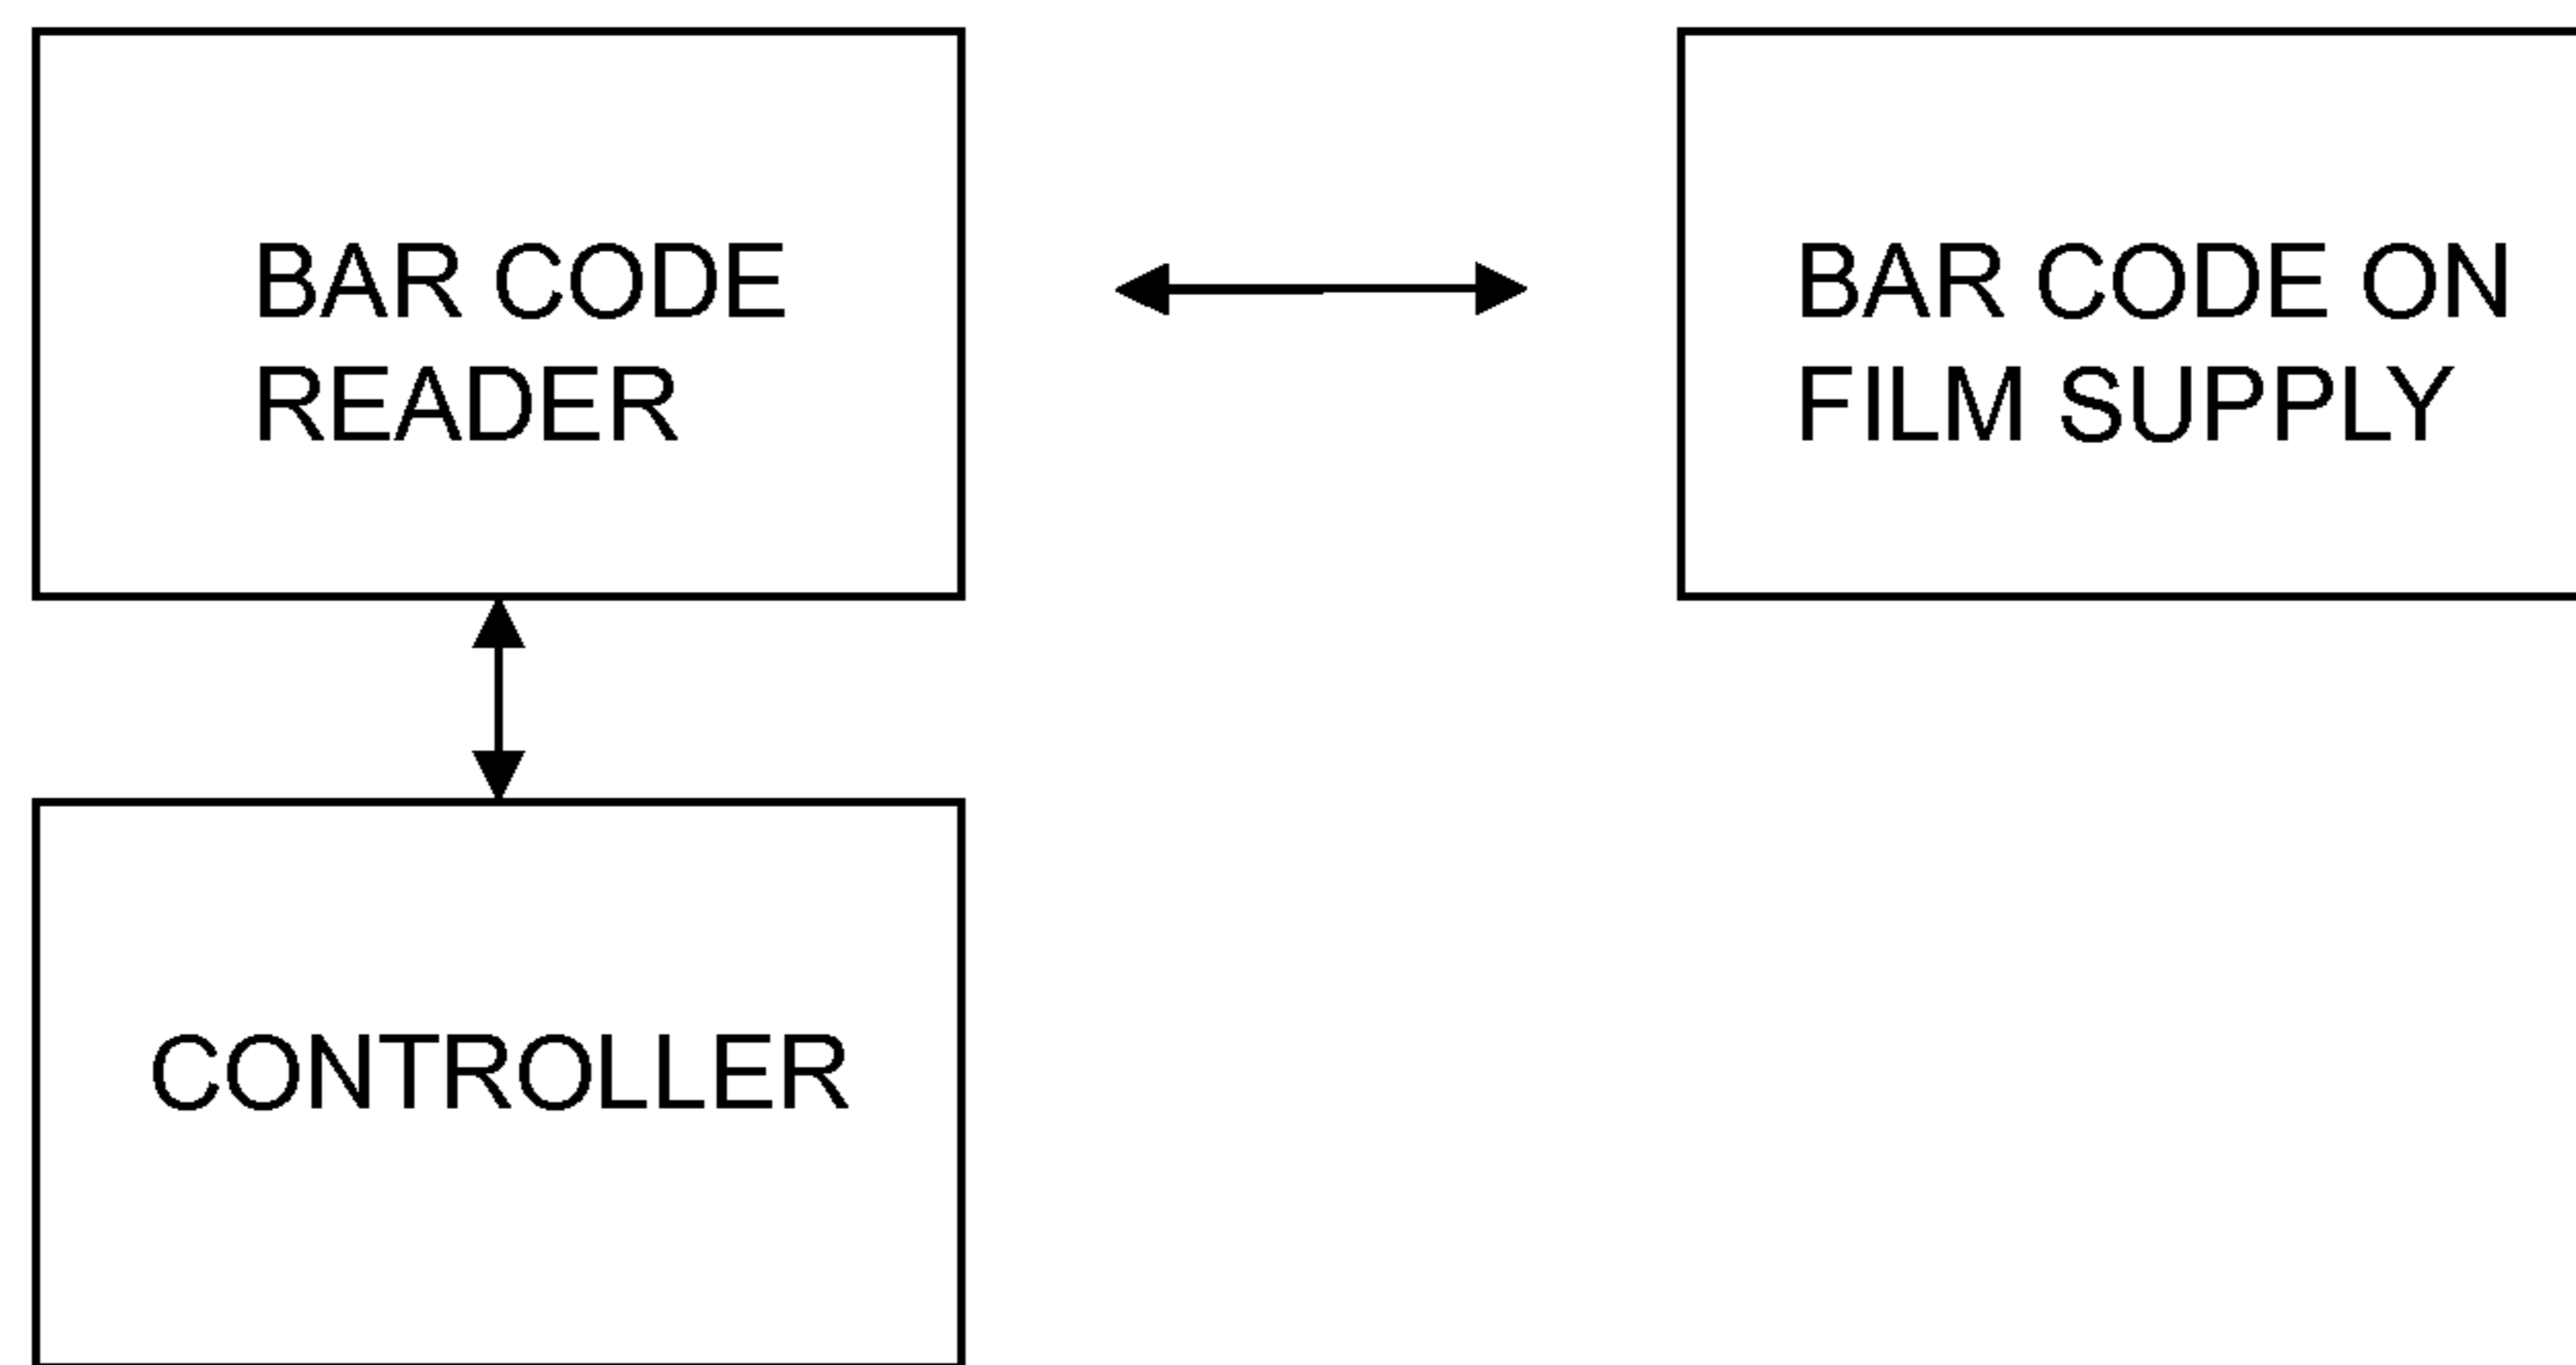 BAR CODE
READER
BAR CODE ON
FILM SUPPLY
CONTROLLER